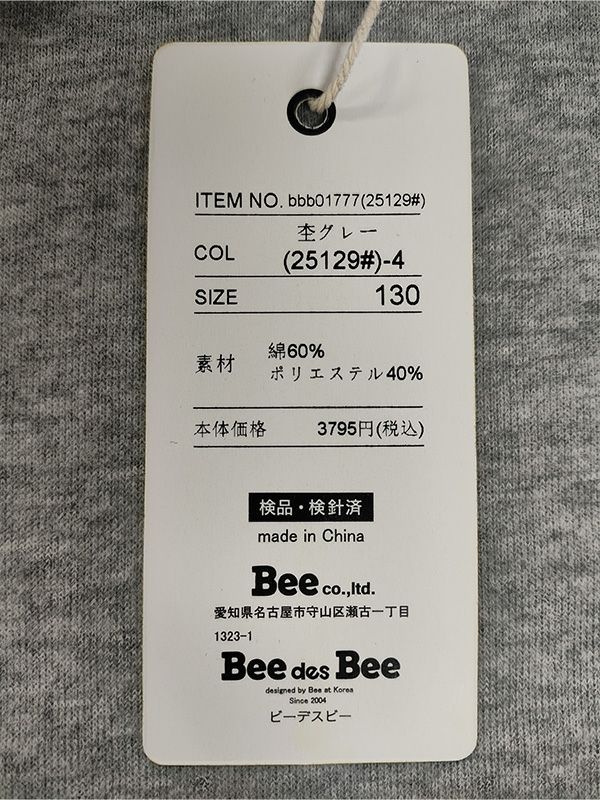 ITEM NO. bbb01777(25129#)
杢グレー
COL (25129#)-4
SIZE 130
素材 綿60%
ポリエステル40%
本体価格 3795円(税込)
検品・検針済
made in China
Bee co.,ltd.
愛知県名古屋市守山区瀬古一丁目
1323-1
Bee des Bee
designed by Bee at Korea
Since 2004
ビーデスビー